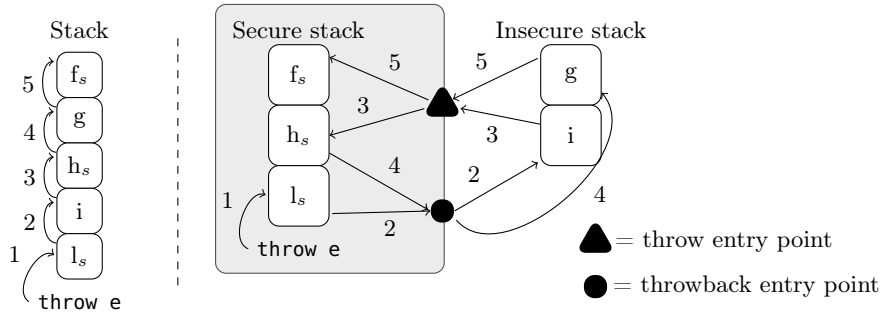 Stack
Secure stack
Insecure stack
5
f_s
4
g
3
h_s
2
i
1
l_s
throw e
f_s
5
5
g
3
h_s
3
i
4
2
1
l_s
2
4
throw e
= throw entry point
= throwback entry point